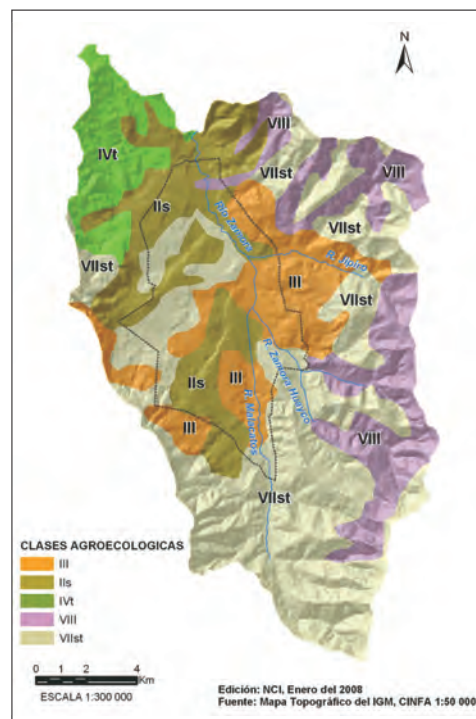 N
VIII
IVt
VIIst
VIII
IIs
VIIst
Río Zamora
VIIst
R. Jipiro
III
VIIst
R. Zamora Huayco
IIs
III
R. Malacatos
VIII
III
VIIst
CLASES AGROECOLOGICAS
III
IIs
IVt
VIII
VIIst
0 1 2 4
Km
ESCALA 1:300 000
Edición: NCI, Enero del 2008
Fuente: Mapa Topográfico del IGM, CINFA 1:50 000